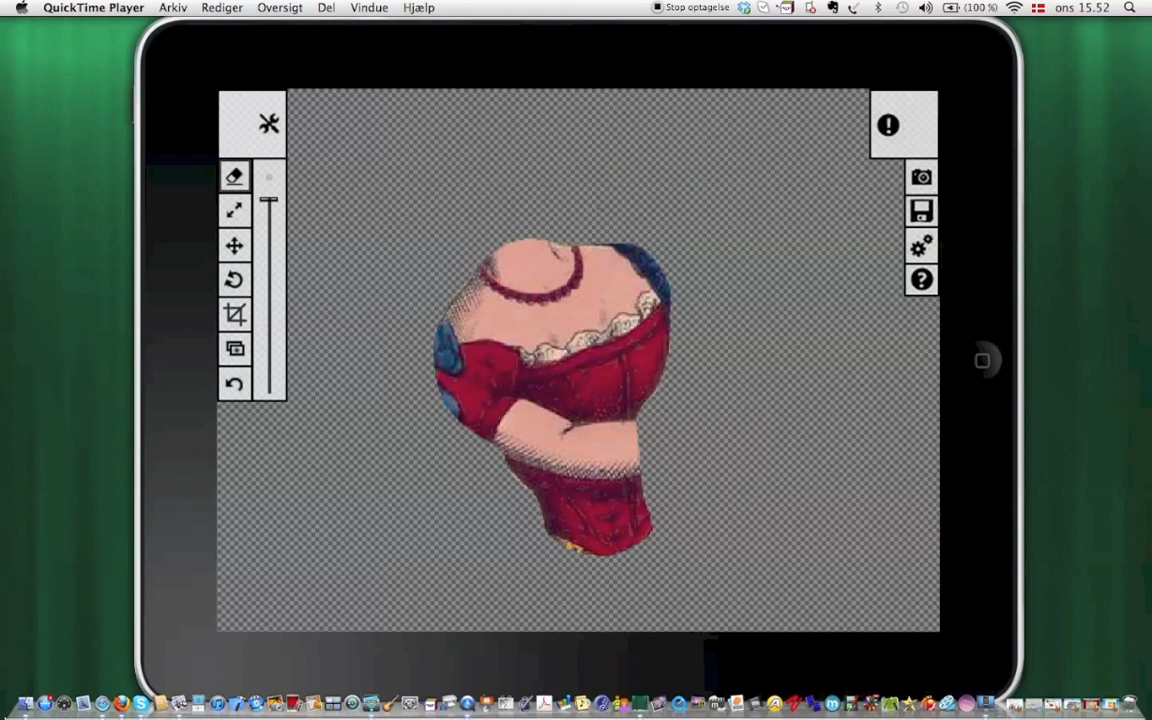 QuickTime Player Arkiv Rediger Oversigt Del Vindue Hjælp Stop optagelse (100 %) ons 15.52